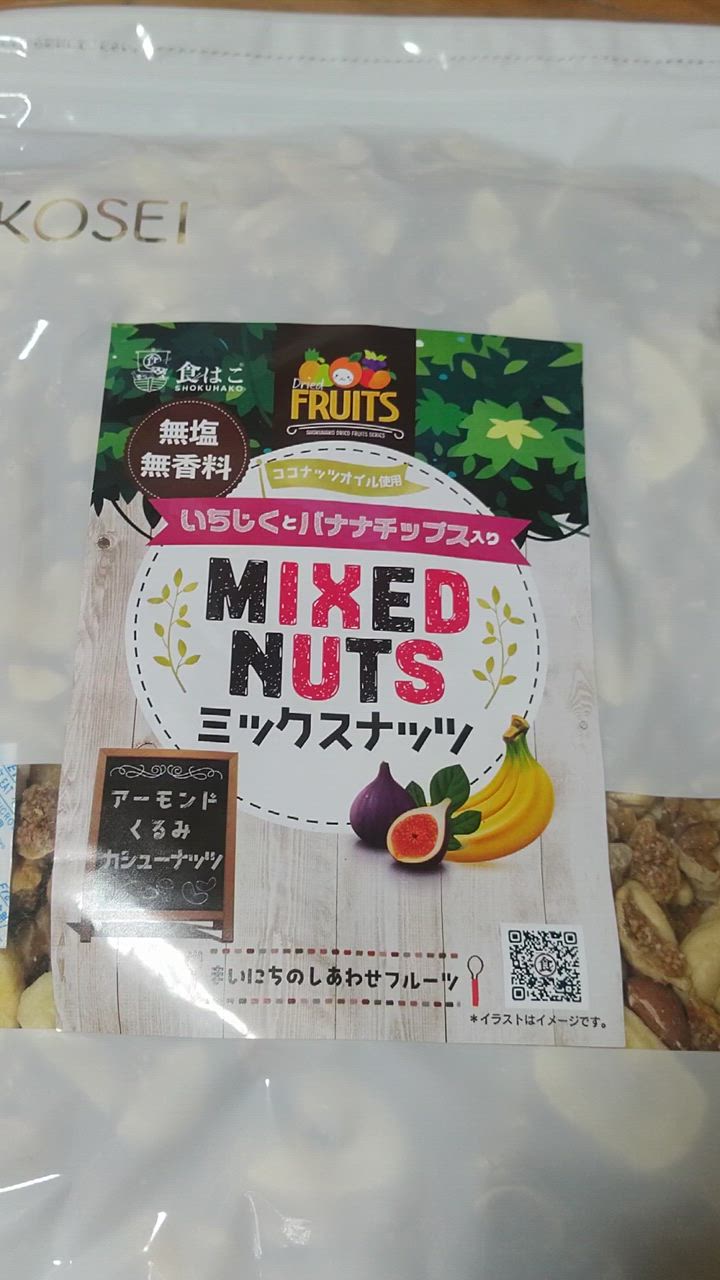 KOSEI
食はこ
SHOKUHAKO
Dried
FRUITS
SHOKUHAKO DRIED FRUITS SERIES
無塩
無香料
ココナッツオイル使用
いちじくとバナナチップス入り
MIXED
NUTS
ミックスナッツ
アーモンド
くるみ
カシューナッツ
いにちのしあわせフルーツ
食
*イラストはイメージです。